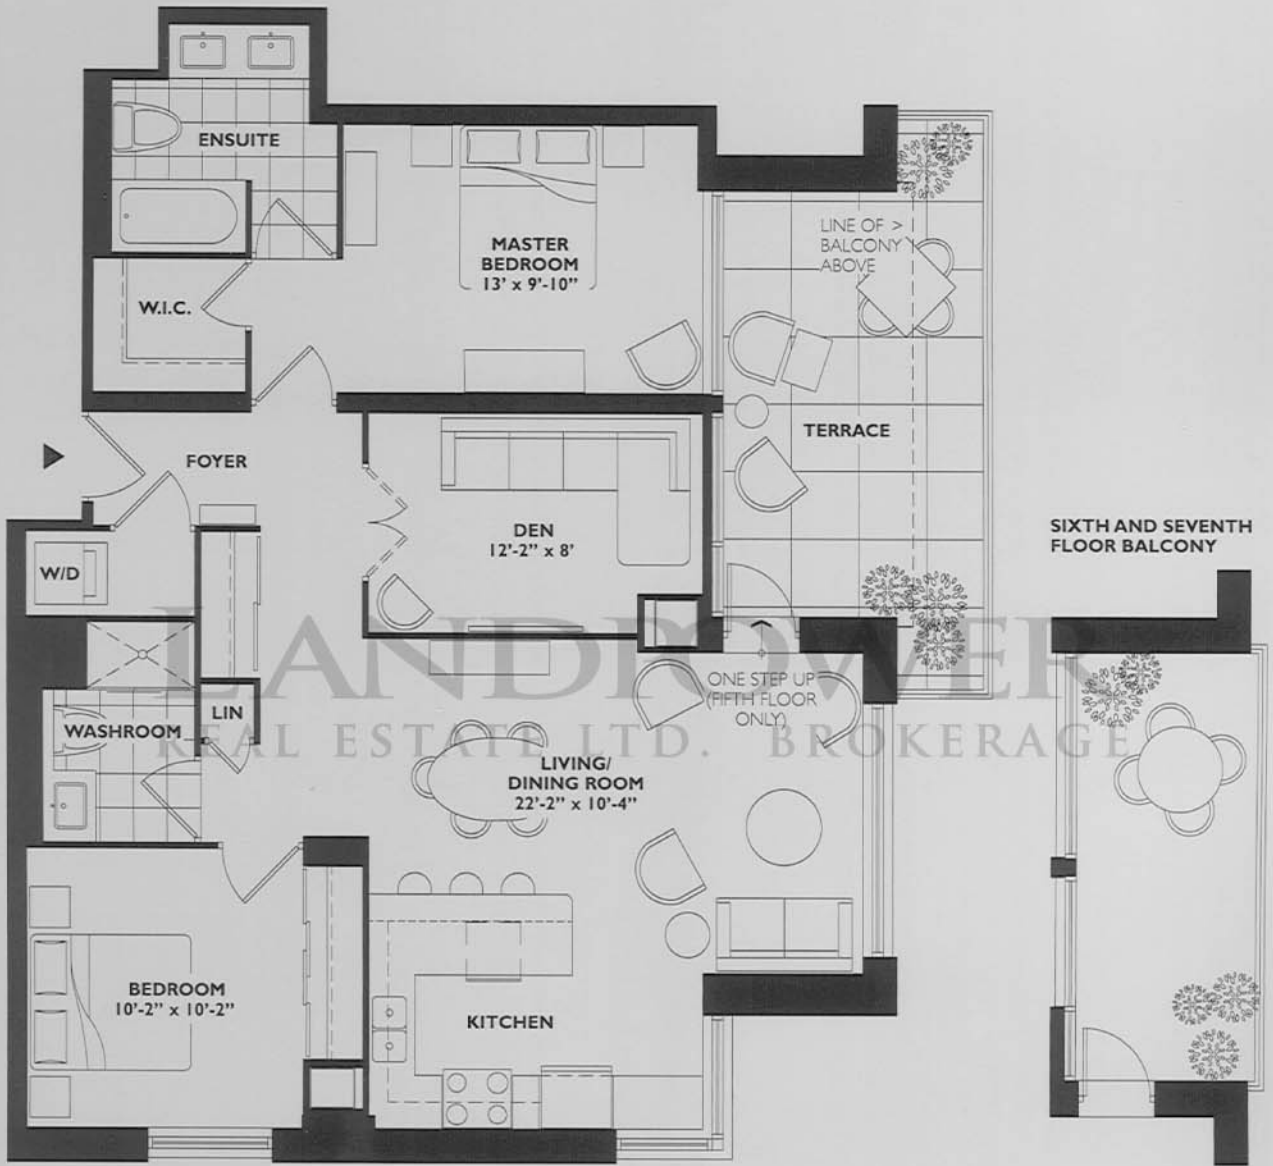 ENSUITE
MASTER
BEDROOM
13' x 9'-10"
LINE OF >
BALCONY
ABOVE
W.I.C.
TERRACE
FOYER
DEN
12'-2" x 8'
SIXTH AND SEVENTH
FLOOR BALCONY
W/D
LANDPOWER
REAL ESTATE LTD. BROKERAGE
ONE STEP UP
(FIFTH FLOOR
ONLY)
LIN
WASHROOM
LIVING/
DINING ROOM
22'-2" x 10'-4"
BEDROOM
10'-2" x 10'-2"
KITCHEN